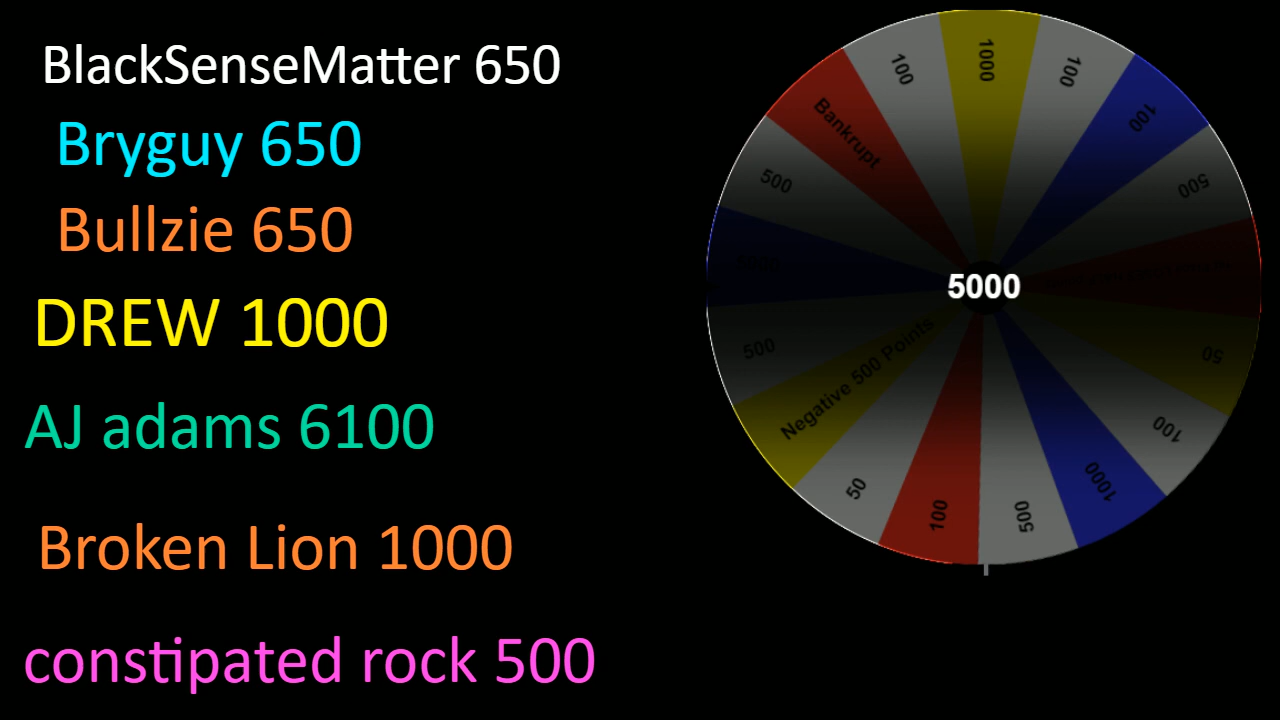 BlackSenseMatter 650
Bryguy 650
Bullzie 650
DREW 1000
AJ adams 6100
Broken Lion 1000
constipated rock 500
1000
100
100
500
50
100
1000
500
100
50
Negative 500 Points
500
5000
500
Bankrupt
100
5000